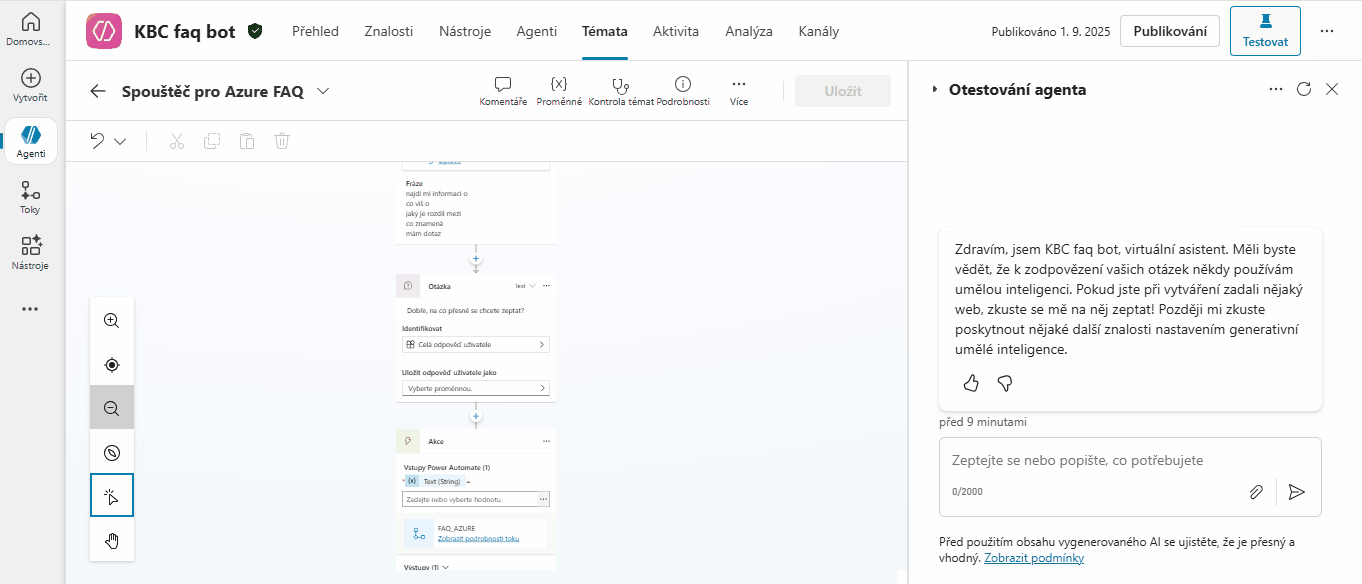 Domovs...
Vytvořit
Agenti
Toky
Nástroje
KBC faq bot
Přehled Znalosti Nástroje Agenti Témata Aktivita Analýza Kanály
Publikováno 1. 9. 2025 Publikování Testovat
Spouštěč pro Azure FAQ
Komentáře Proměnné Kontrola témat Podrobnosti Více
Uložit
Fráze
najdi mi informaci o
co víš o
jaký je rozdíl mezi
co znamená
mám dotaz
Otázka Text
Dobře, na co přesně se chcete zeptat?
Identifikovat
Celá odpověď uživatele
Uložit odpověď uživatele jako
Vyberte proměnnou.
Akce
Vstupy Power Automate (1)
* {x} Text (String) =
Zadejte nebo vyberte hodnotu.
FAQ_AZURE
Zobrazit podrobnosti toku
Výstupy (1)
Otestování agenta
Zdravím, jsem KBC faq bot, virtuální asistent. Měli byste
vědět, že k zodpovězení vašich otázek někdy používám
umělou inteligenci. Pokud jste při vytváření zadali nějaký
web, zkuste se mě na něj zeptat! Později mi zkuste
poskytnout nějaké další znalosti nastavením generativní
umělé inteligence.
před 9 minutami
Zeptejte se nebo popište, co potřebujete
0/2000
Před použitím obsahu vygenerovaného AI se ujistěte, že je přesný a
vhodný. Zobrazit podmínky